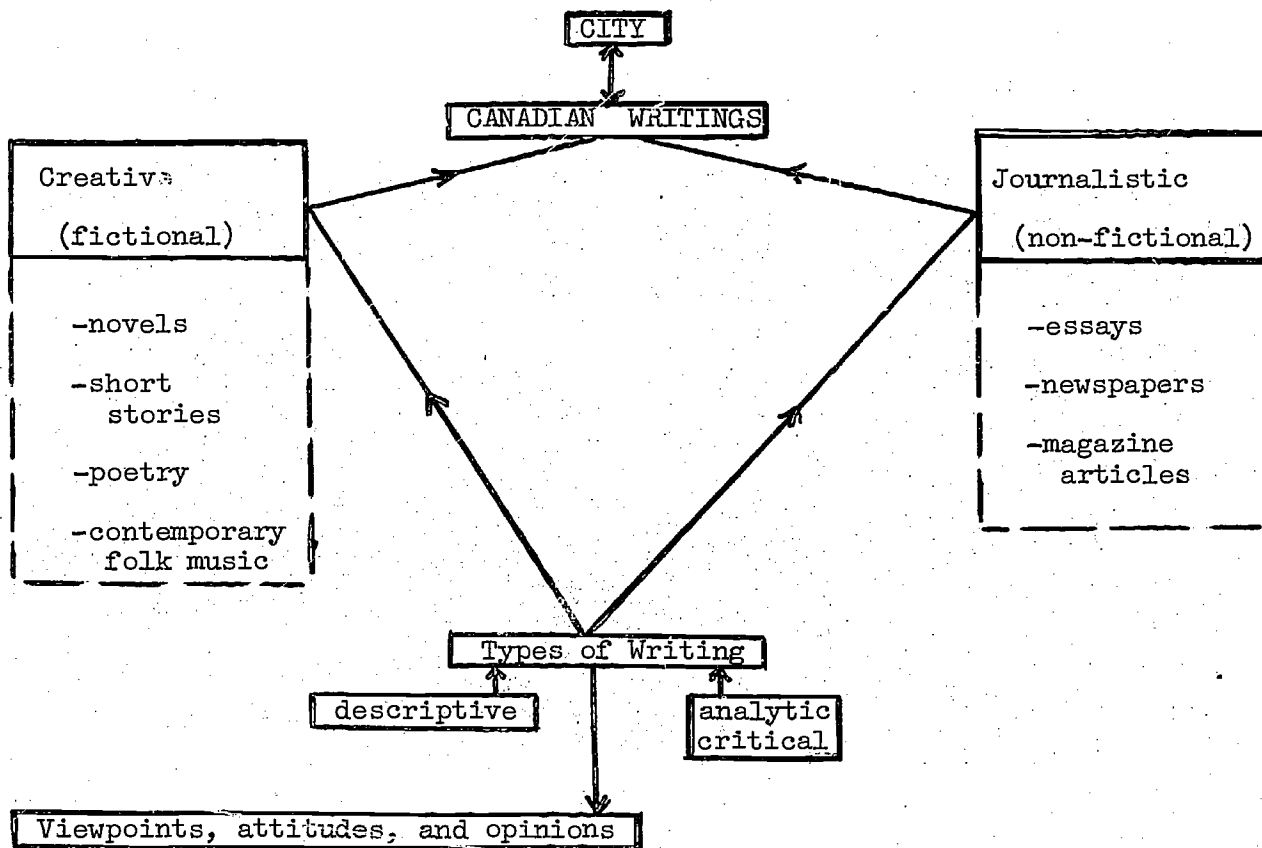 CITY
CANADIAN WRITINGS
Creative
(fictional)
-novels
-short
stories
-poetry
-contemporary
folk music
Journalistic
(non-fictional)
-essays
-newspapers
-magazine
articles
Types of Writing
descriptive
analytic
critical
Viewpoints, attitudes, and opinions